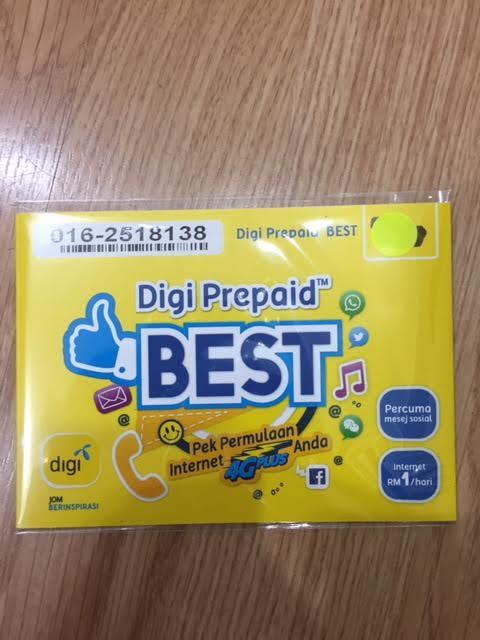 016-2518138
Digi Prepaid BEST
Digi Prepaid™
BEST
Percuma
mesej sosial
Pek Permulaan
Internet 4G PLUS Anda
internet
RM1/hari
digi
JOM
BERINSPIRASI